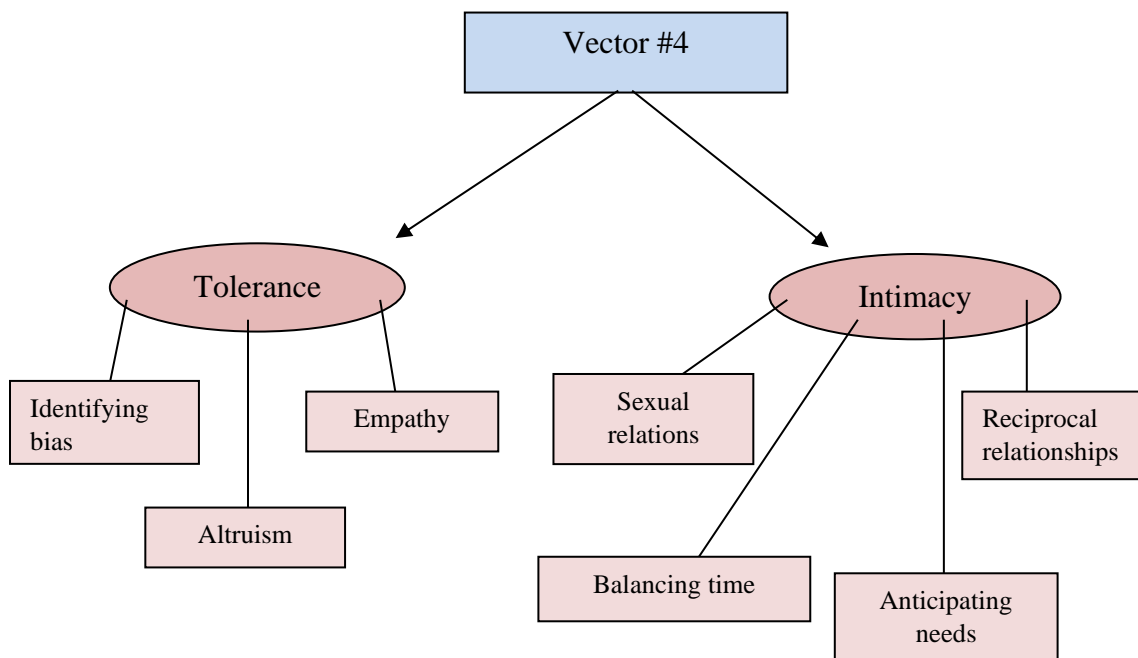 Vector #4
Tolerance
Intimacy
Identifying
bias
Empathy
Altruism
Sexual
relations
Reciprocal
relationships
Balancing time
Anticipating
needs